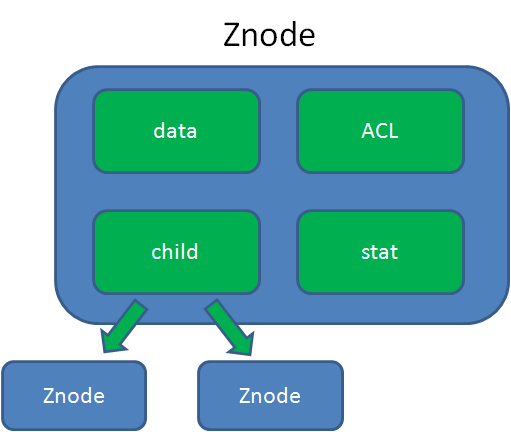 Znode
data
ACL
child
stat
Znode
Znode